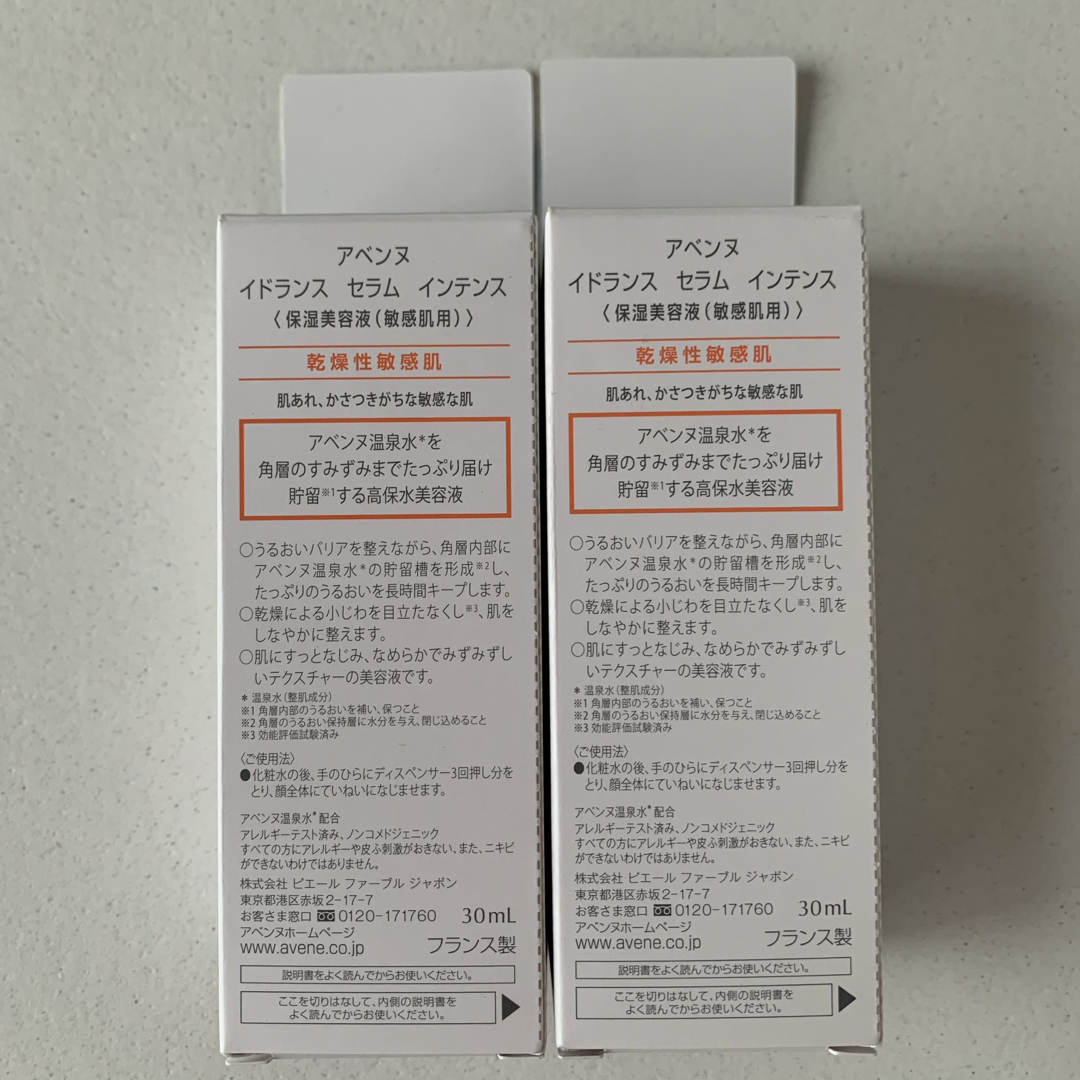 アベンヌ
イドランス セラム インテンス
〈保湿美容液(敏感肌用)〉
乾燥性敏感肌
肌あれ、かさつきがちな敏感な肌
アベンヌ温泉水*を
角層のすみずみまでたっぷり届け
貯留※1する高保水美容液
○うるおいバリアを整えながら、角層内部に
アベンヌ温泉水*の貯留槽を形成※2し、
たっぷりのうるおいを長時間キープします。
○乾燥による小じわを目立たなくし※3、肌を
しなやかに整えます。
○肌にすっとなじみ、なめらかでみずみずし
いテクスチャーの美容液です。
* 温泉水(整肌成分)
※1 角層内部のうるおいを補い、保つこと
※2 角層のうるおい保持層に水分を与え、閉じ込めること
※3 効能評価試験済み
〈ご使用法〉
●化粧水の後、手のひらにディスペンサー3回押し分を
とり、顔全体にていねいになじませます。
アベンヌ温泉水*配合
アレルギーテスト済み、ノンコメドジェニック
すべての方にアレルギーや皮ふ刺激がおきない、また、ニキビ
ができないわけではありません。
株式会社 ピエール ファーブル ジャポン
東京都港区赤坂2-17-7
お客さま窓口 0120-171760 30mL
アベンヌホームページ
www.avene.co.jp フランス製
説明書をよく読んでからお使いください。
ここを切りはなして、内側の説明書を
よく読んでからお使いください。
アベンヌ
イドランス セラム インテンス
〈保湿美容液(敏感肌用)〉
乾燥性敏感肌
肌あれ、かさつきがちな敏感な肌
アベンヌ温泉水*を
角層のすみずみまでたっぷり届け
貯留※1する高保水美容液
○うるおいバリアを整えながら、角層内部に
アベンヌ温泉水*の貯留槽を形成※2し、
たっぷりのうるおいを長時間キープします。
○乾燥による小じわを目立たなくし※3、肌を
しなやかに整えます。
○肌にすっとなじみ、なめらかでみずみずし
いテクスチャーの美容液です。
* 温泉水(整肌成分)
※1 角層内部のうるおいを補い、保つこと
※2 角層のうるおい保持層に水分を与え、閉じ込めること
※3 効能評価試験済み
〈ご使用法〉
●化粧水の後、手のひらにディスペンサー3回押し分を
とり、顔全体にていねいになじませます。
アベンヌ温泉水*配合
アレルギーテスト済み、ノンコメドジェニック
すべての方にアレルギーや皮ふ刺激がおきない、また、ニキビ
ができないわけではありません。
株式会社 ピエール ファーブル ジャポン
東京都港区赤坂2-17-7
お客さま窓口 0120-171760 30mL
アベンヌホームページ
www.avene.co.jp フランス製
説明書をよく読んでからお使いください。
ここを切りはなして、内側の説明書を
よく読んでからお使いください。